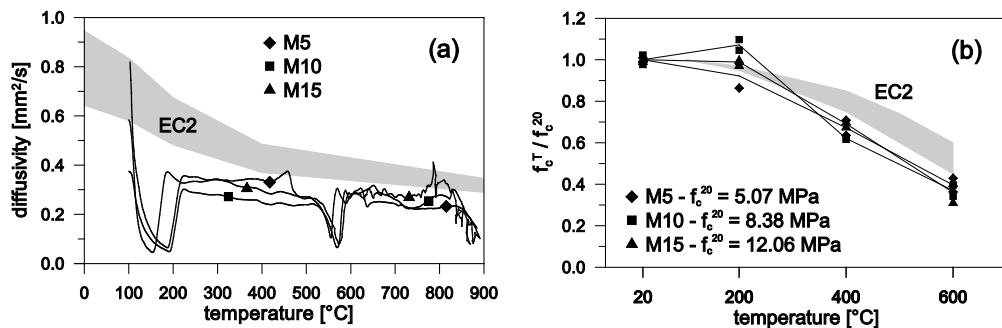 1.0
0.8
0.6
0.4
0.2
0.0
diffusivity [mm²/s]
(a)
M5
M10
M15
EC2
0 100 200 300 400 500 600 700 800 900
temperature [°C]
1.2
1.0
0.8
0.6
0.4
0.2
0.0
f_c^T / f_c^20
(b)
EC2
M5 - f_c^20 = 5.07 MPa
M10 - f_c^20 = 8.38 MPa
M15 - f_c^20 = 12.06 MPa
20 200 400 600
temperature [°C]